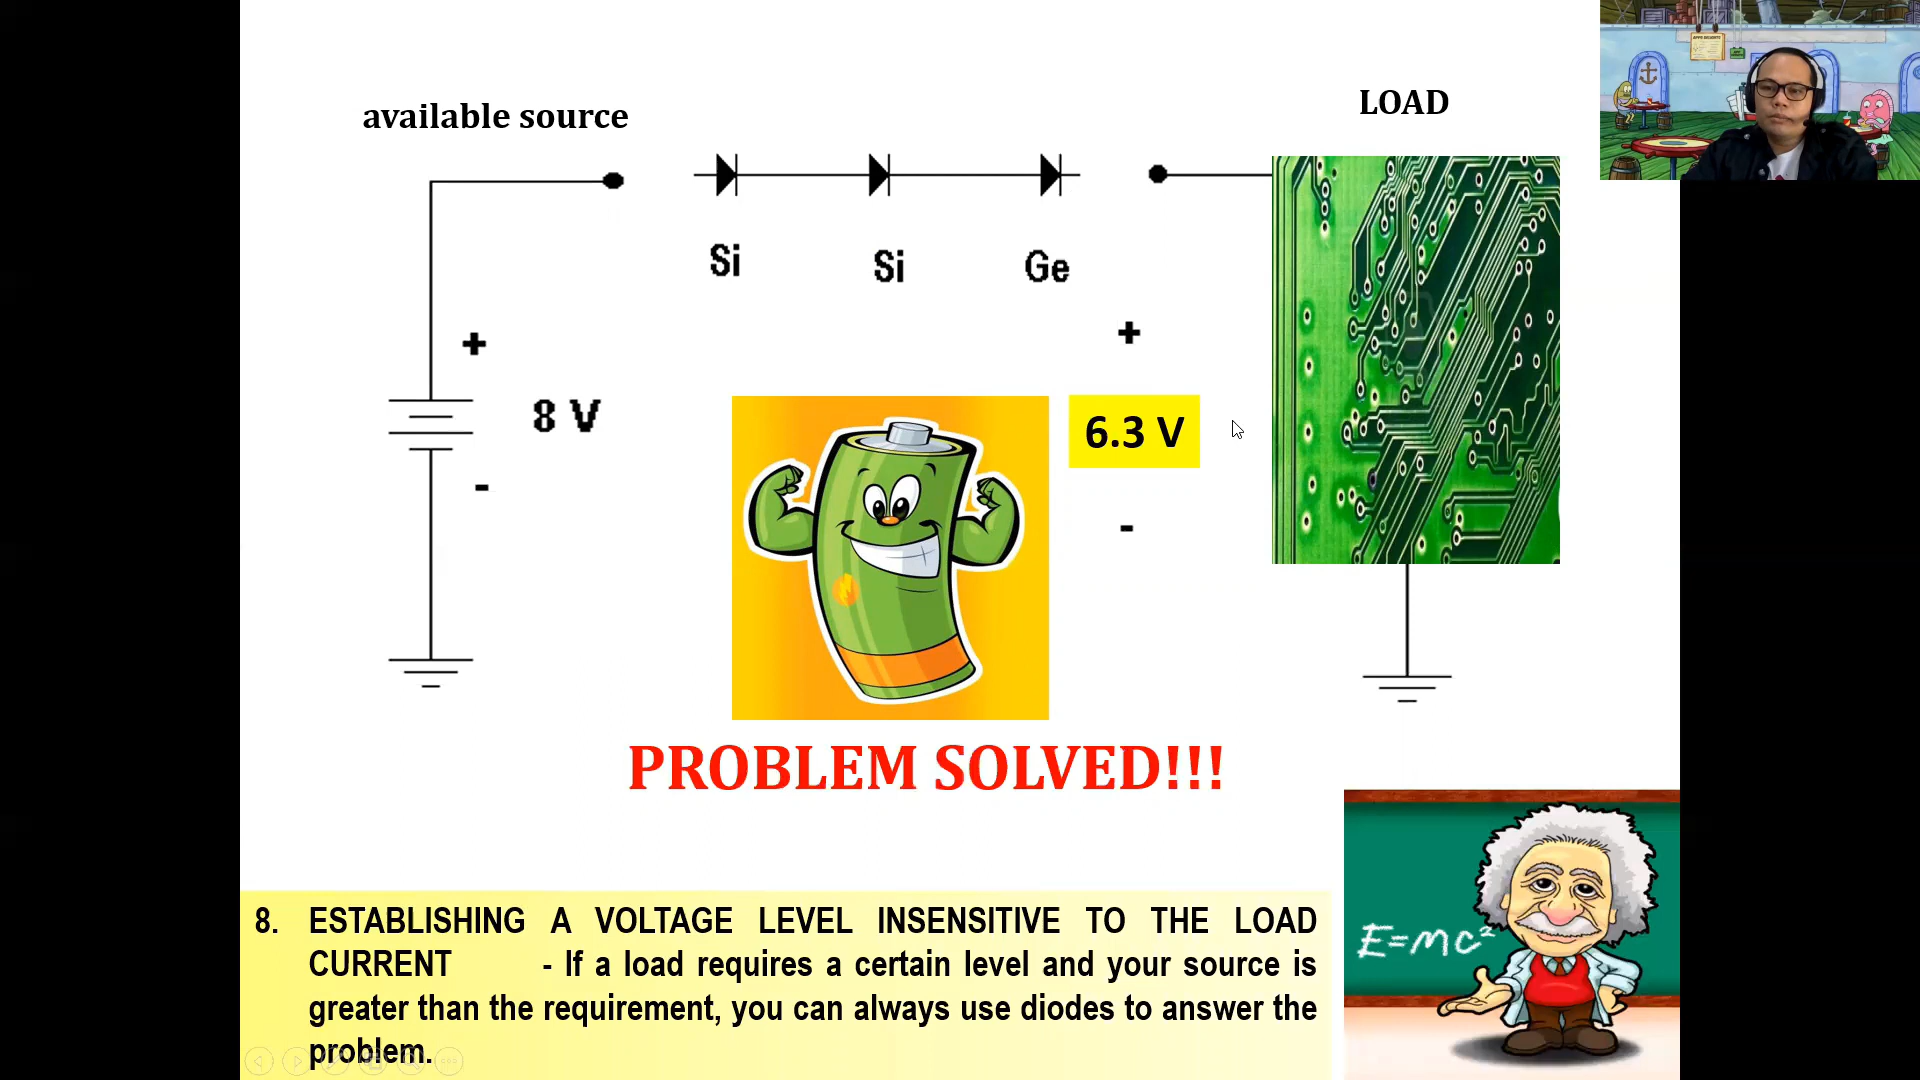 available source
LOAD
Si
Si
Ge
+
+
8 V
6.3 V
-
-
PROBLEM SOLVED!!!
E=mc²
8. ESTABLISHING A VOLTAGE LEVEL INSENSITIVE TO THE LOAD
CURRENT - If a load requires a certain level and your source is
greater than the requirement, you can always use diodes to answer the
problem.